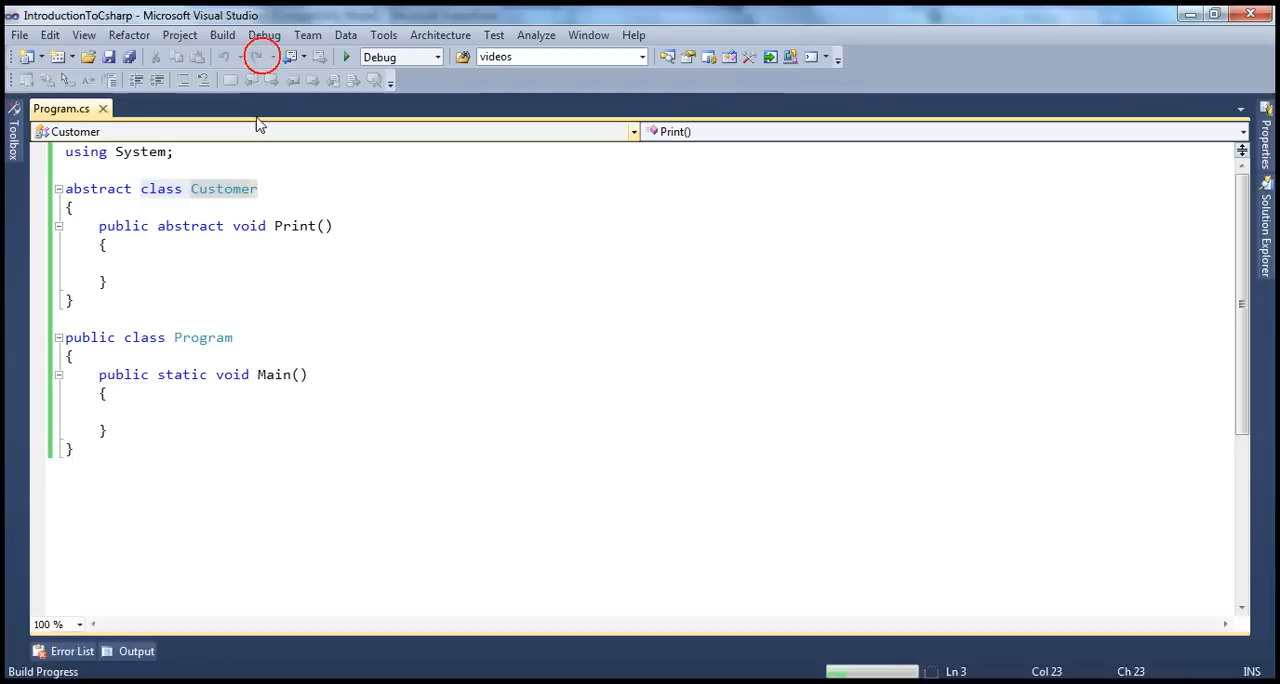 IntroductionToCsharp - Microsoft Visual Studio
File Edit View Refactor Project Build Debug Team Data Tools Architecture Test Analyze Window Help
Debug videos
Program.cs
Customer Print()
using System;
abstract class Customer
{
public abstract void Print()
{
}
}
public class Program
{
public static void Main()
{
}
}
Toolbox
Properties
Solution Explorer
100 %
Error List Output
Build Progress Ln 3 Col 23 Ch 23 INS